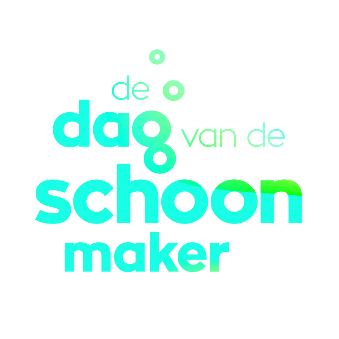 de
dag van de
schoon
maker